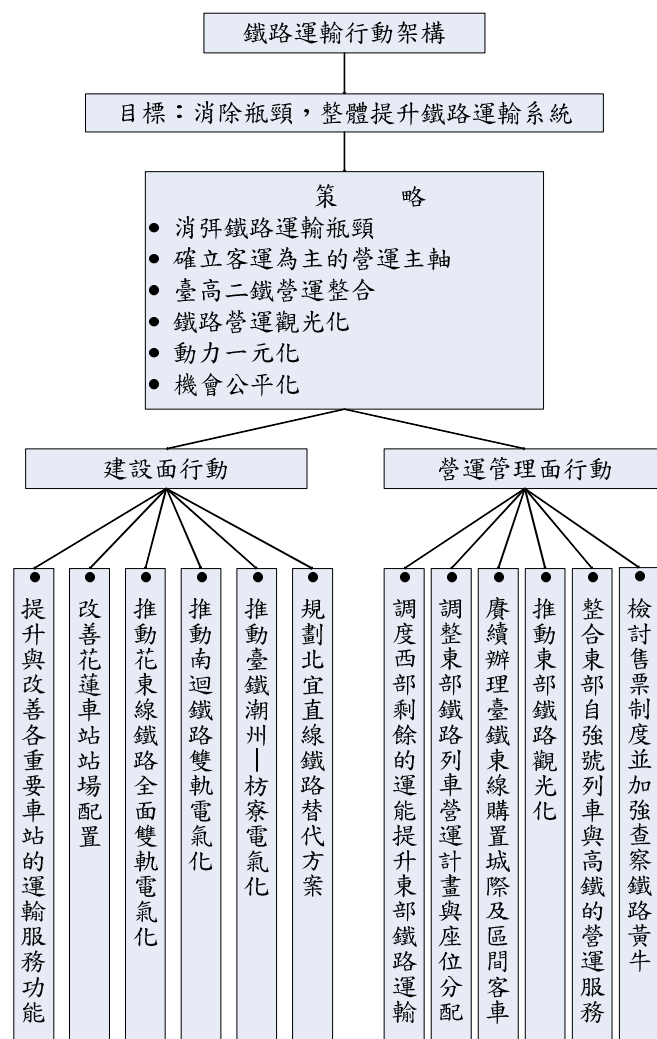 鐵路運輸行動架構
目標：消除瓶頸，整體提升鐵路運輸系統
策 略
● 消弭鐵路運輸瓶頸
● 確立客運為主的營運主軸
● 臺高二鐵營運整合
● 鐵路營運觀光化
● 動力一元化
● 機會公平化
建設面行動
營運管理面行動
● 提升與改善各重要車站的運輸服務功能
● 改善花蓮車站站場配置
● 推動花東線鐵路全面雙軌電氣化
● 推動南迴鐵路雙軌電氣化
● 推動臺鐵潮州—枋寮電氣化
● 規劃北宜直線鐵路替代方案
● 調度西部剩餘的運能提升東部鐵路運輸
● 調整東部鐵路列車營運計畫與座位分配
● 賡續辦理臺鐵東線購置城際及區間客車
● 推動東部鐵路觀光化
● 整合東部自強號列車與高鐵的營運服務
● 檢討售票制度並加強查察鐵路黃牛